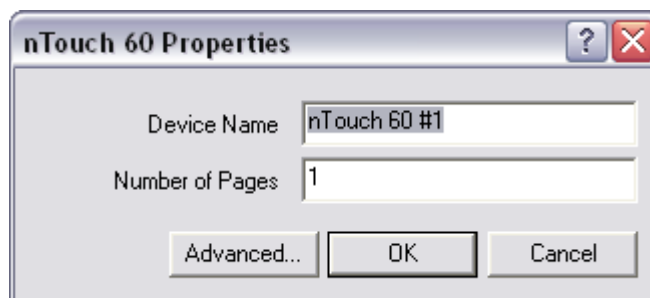 nTouch 60 Properties
?
Device Name nTouch 60 #1
Number of Pages 1
Advanced... OK Cancel